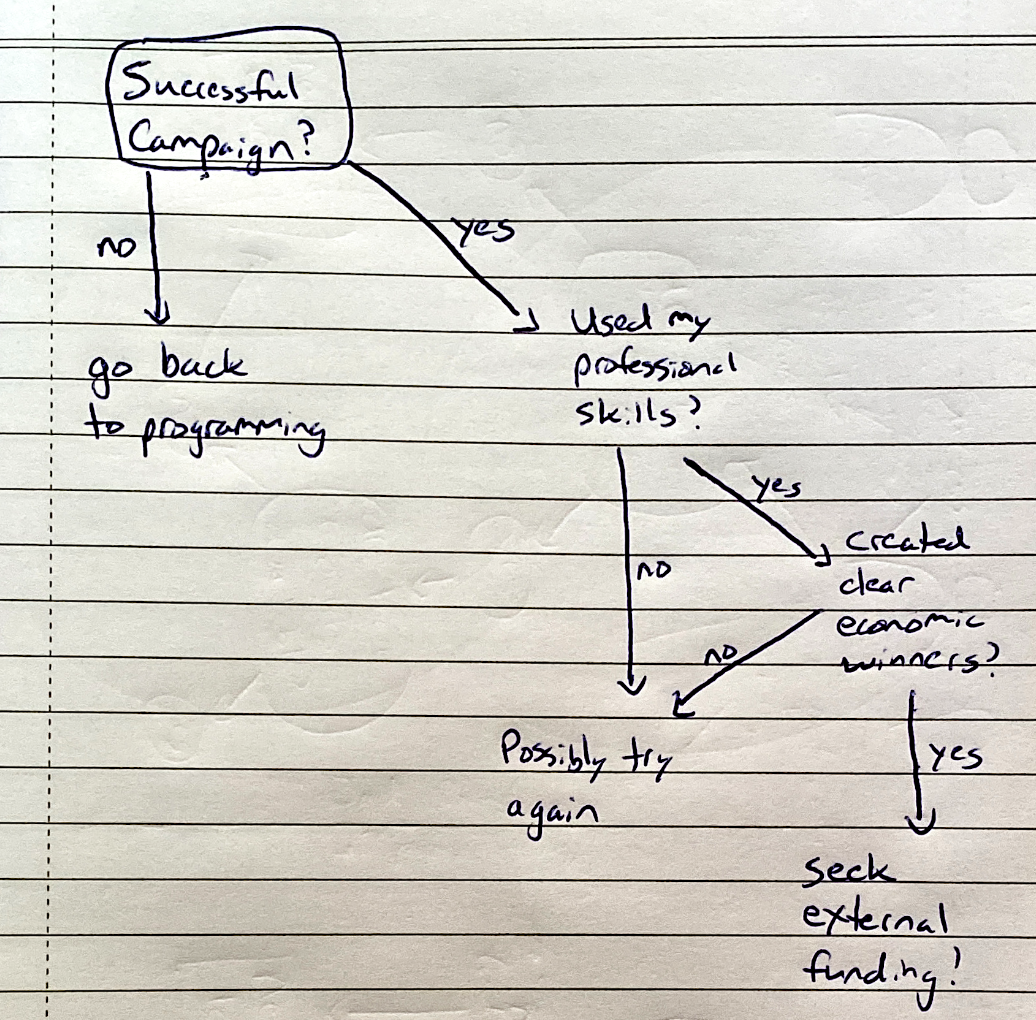 Successful
Campaign?
no
yes
go back
to programming
Used my
professional
skills?
no
yes
created
clear
economic
winners?
no
yes
Possibly try
again
seek
external
funding!